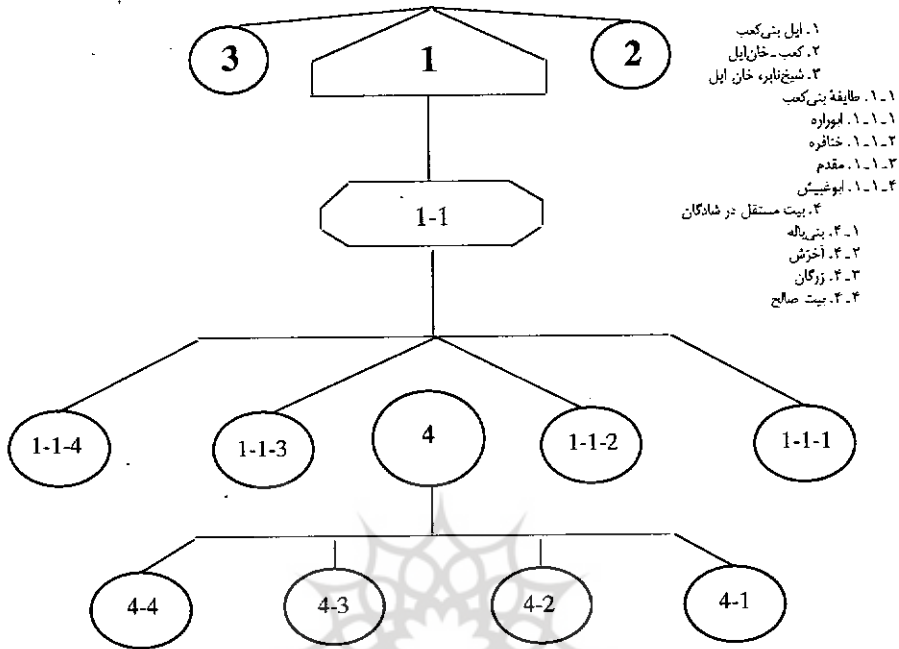 ۱. ایل بنی‌کعب
۲. کعب ـ خان‌ایل
۳. شیخ‌نابر، خان ایل
۱ـ۱. طایفهٔ بنی‌کعب
۱ـ۱ـ۱. ابوراره
۲ـ۱ـ۱. خنافره
۳ـ۱ـ۱. مقدم
۴ـ۱ـ۱. ابوغبیش
۴. بیت مستقل در شادگان
۱ـ۴. بنی‌یاله
۲ـ۴. آخرش
۳ـ۴. زرگان
۴ـ۴. بیت صالح
3
1
2
1-1
1-1-4
1-1-3
4
1-1-2
1-1-1
4-4
4-3
4-2
4-1